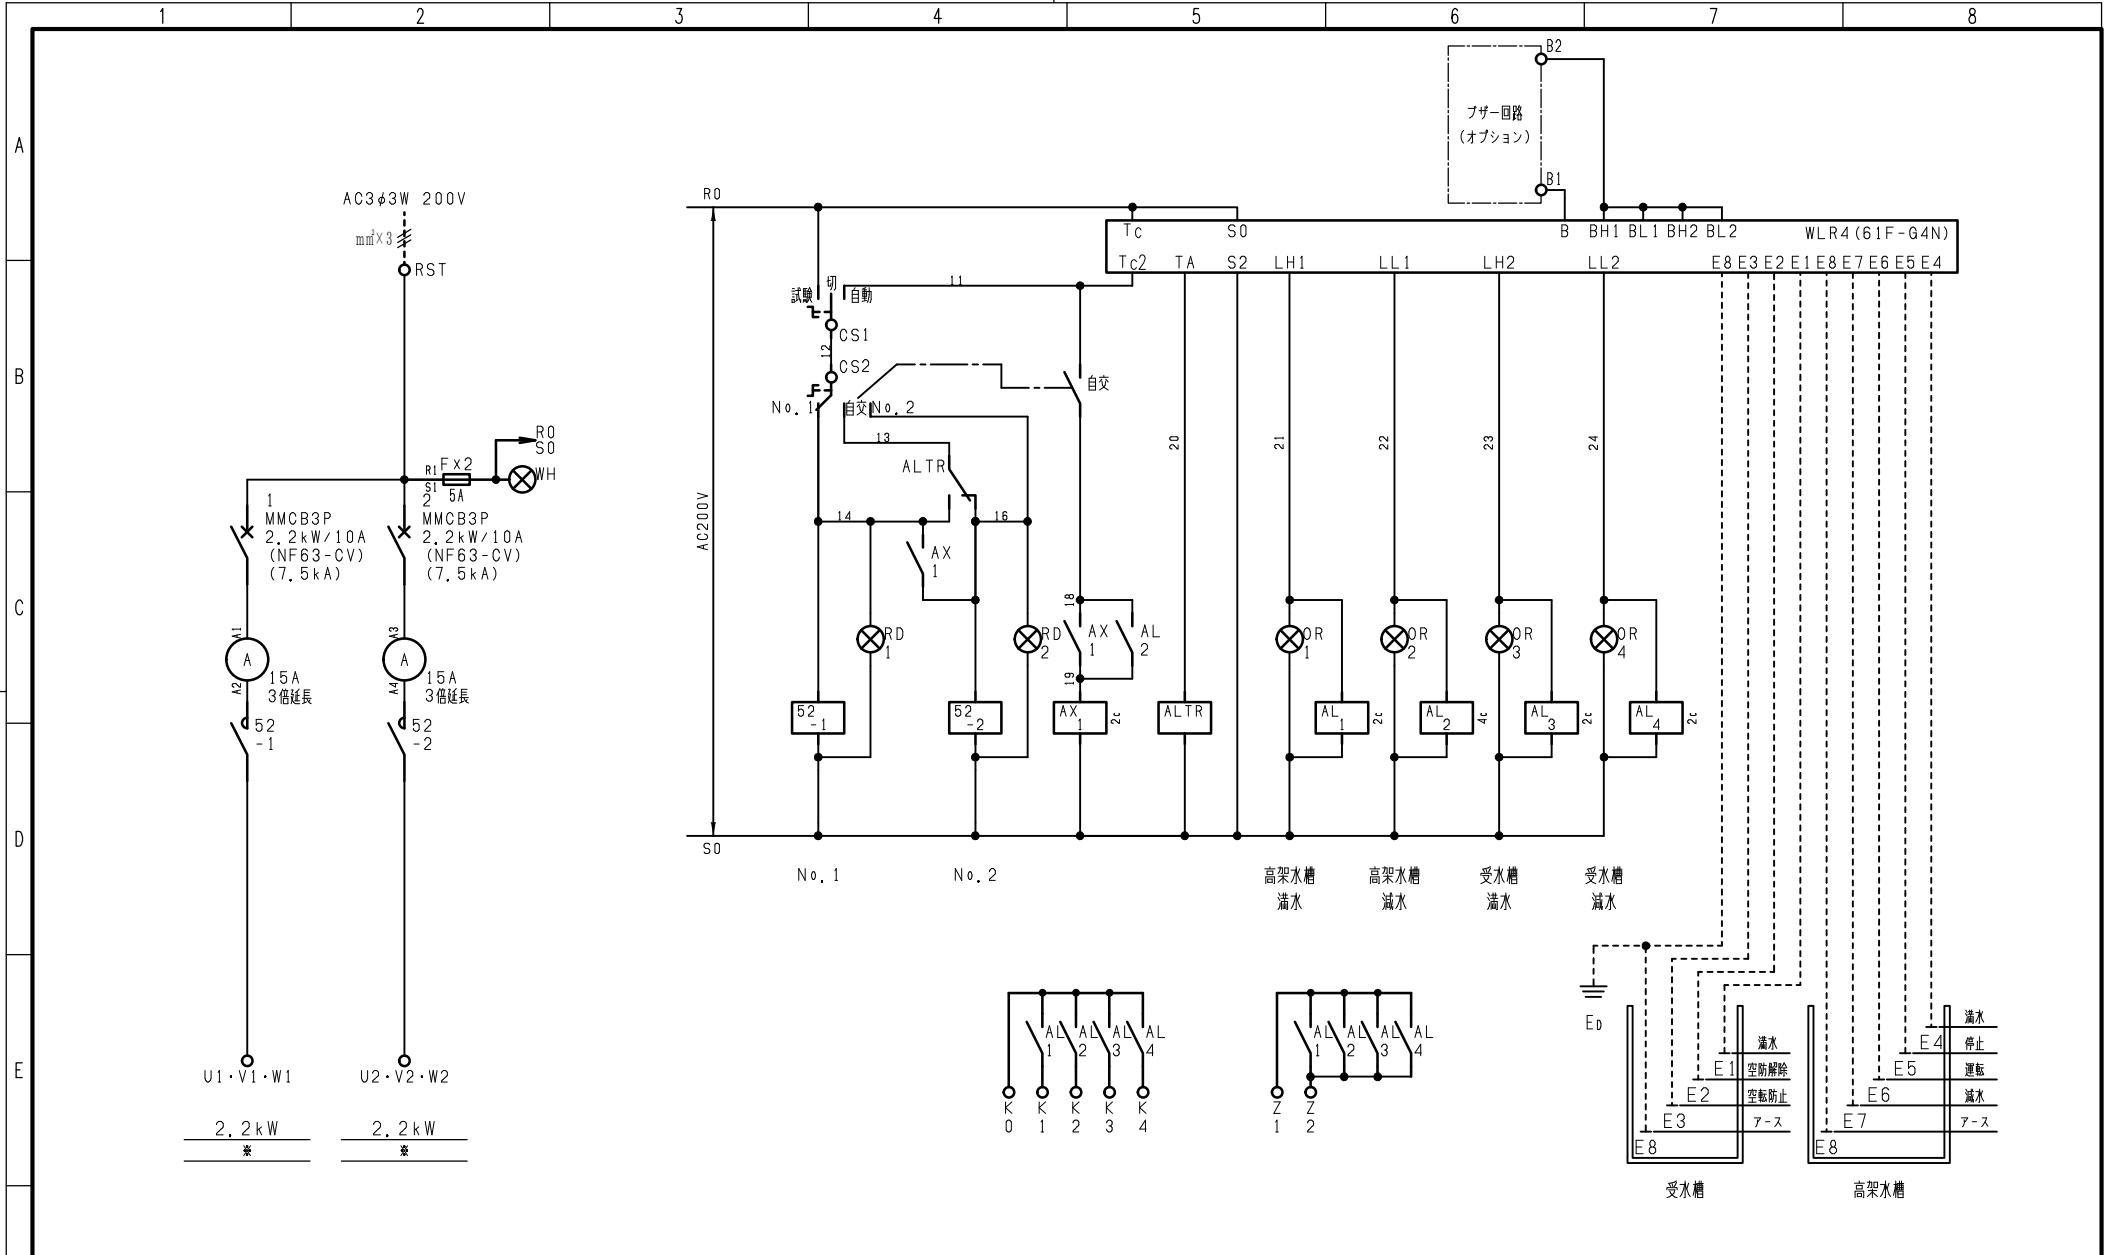 1 2 3 4 5 6 7 8
A
B
C
D
E
AC3φ3W 200V
mm²×3
RST
R0
S0
R1 F×2
S1 5A
WH
1
MMCB3P
2.2kW/10A
(NF63-CV)
(7.5kA)
2
MMCB3P
2.2kW/10A
(NF63-CV)
(7.5kA)
A1
A
A2
15A
3倍延長
A3
A
A4
15A
3倍延長
52
-1
52
-2
U1・V1・W1
U2・V2・W2
2.2kW
※
2.2kW
※
R0
AC200V
S0
試験 切 自動
11
CS1
12
CS2
No.1 自交 No.2
13
自交
ALTR
14
16
AX
1
RD
1
RD
2
18
AX
1
AL
2
19
52
-1
52
-2
AX
1
2c
ALTR
20
21
22
23
24
OR
1
OR
2
OR
3
OR
4
AL
1
2c
AL
2
4c
AL
3
2c
AL
4
2c
No.1
No.2
高架水槽
満水
高架水槽
減水
受水槽
満水
受水槽
減水
B2
ブザー回路
(オプション)
B1
Tc S0 B BH1 BL1 BH2 BL2 WLR4(61F-G4N)
Tc2 TA S2 LH1 LL1 LH2 LL2 E8 E3 E2 E1 E8 E7 E6 E5 E4
AL
1
AL
2
AL
3
AL
4
K
0
K
1
K
2
K
3
K
4
AL
1
AL
2
AL
3
AL
4
Z
1
Z
2
ED
満水
E1 空防解除
E2 空転防止
E3 アース
E8
受水槽
満水
E4 停止
E5 運転
E6 減水
E7 アース
E8
高架水槽